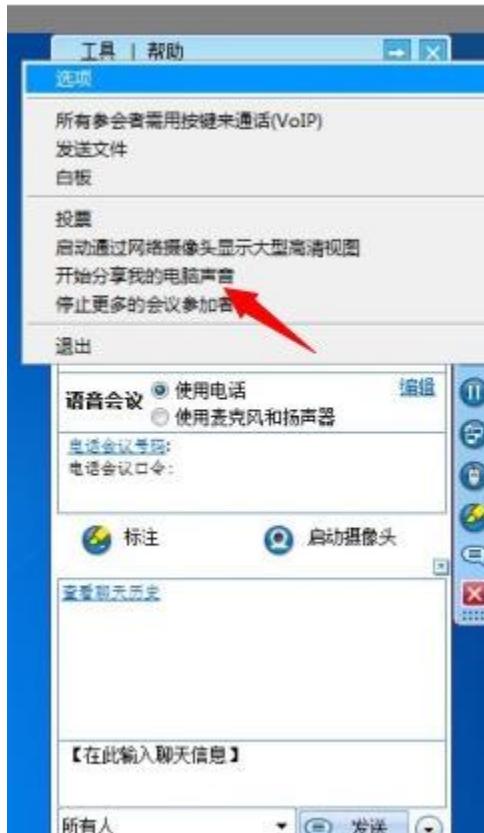 工具 | 帮助
选项
所有参会者需用按键来通话(VoIP)
发送文件
白板
投票
启动通过网络摄像头显示大型高清视图
开始分享我的电脑声音
停止更多的会议参加者
退出
语音会议 使用电话 编辑
使用麦克风和扬声器
电话会议号码:
电话会议口令:
标注 启动摄像头
查看聊天历史
【在此输入聊天信息】
所有人 发送